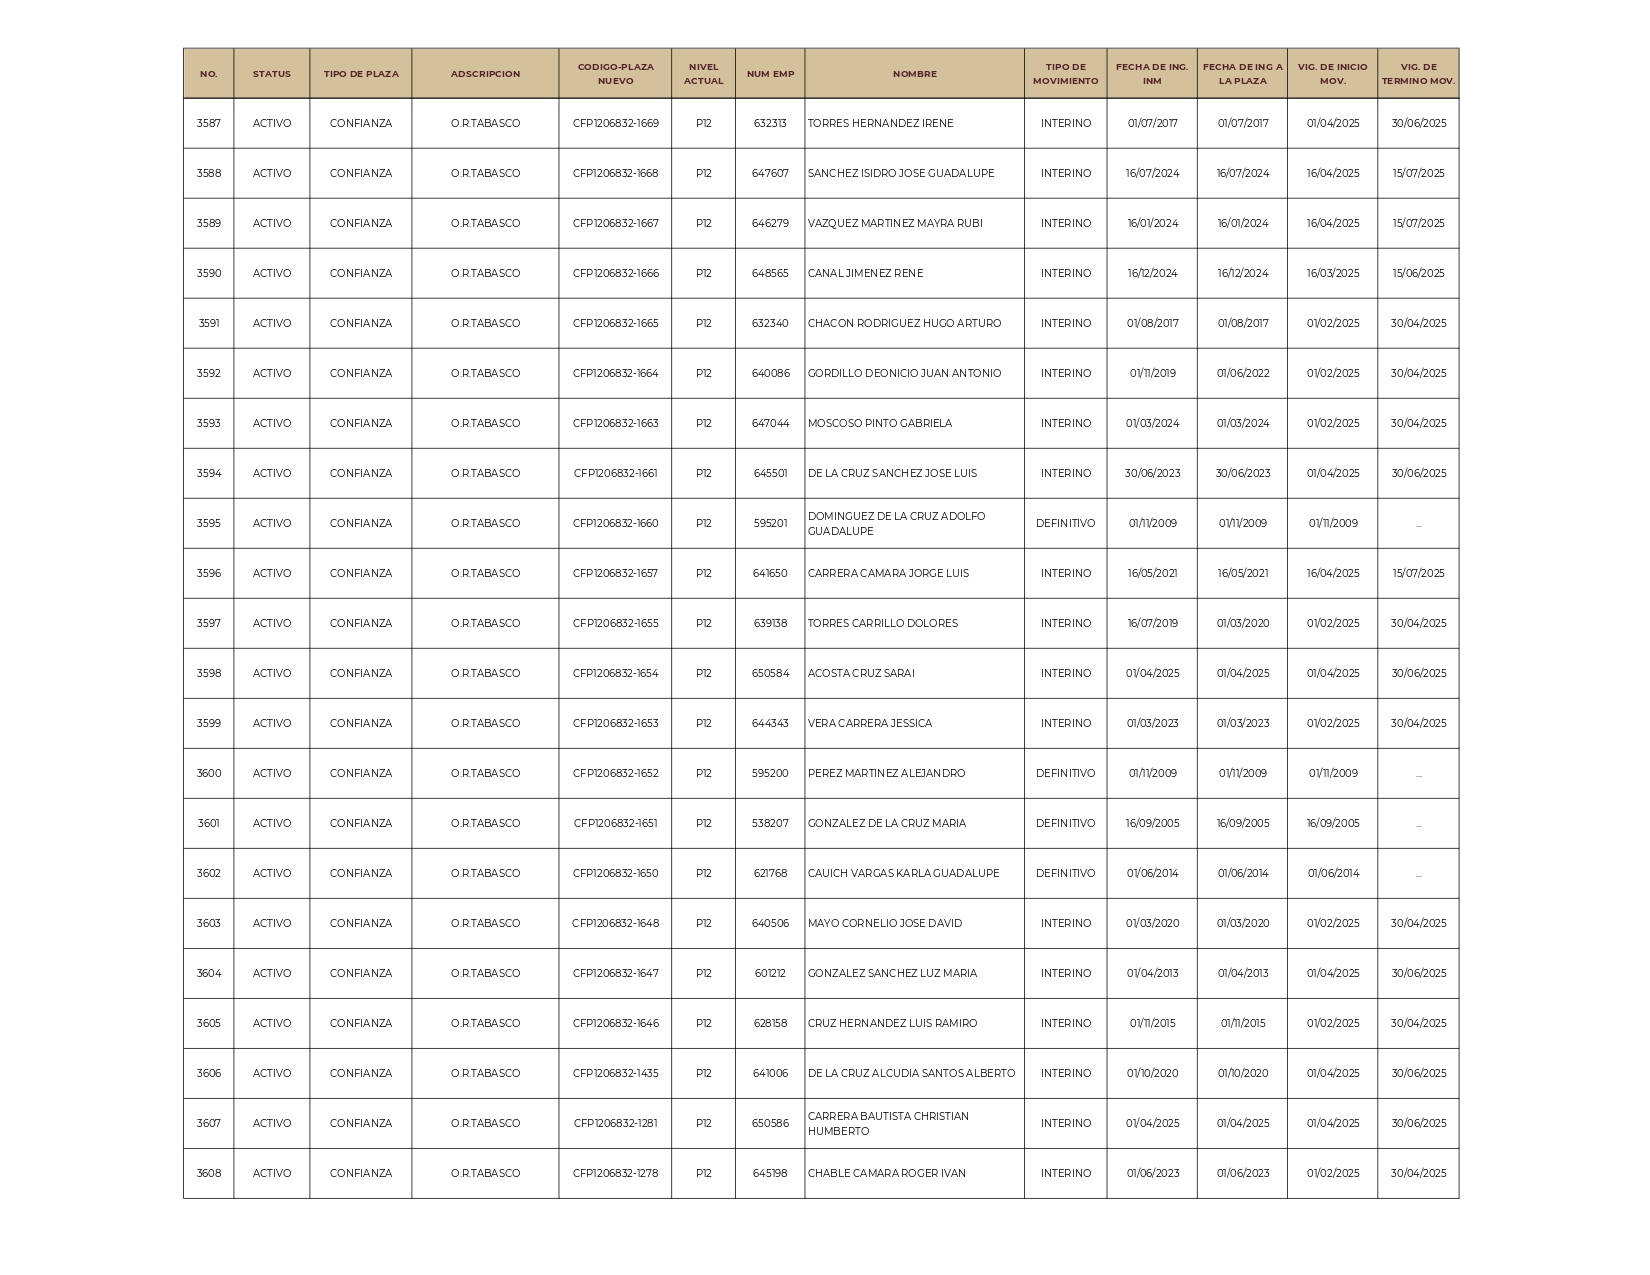 NO. STATUS TIPO DE PLAZA ADSCRIPCION CODIGO-PLAZA NUEVO NIVEL ACTUAL NUM EMP NOMBRE TIPO DE MOVIMIENTO FECHA DE ING. INM FECHA DE ING A LA PLAZA VIG. DE INICIO MOV. VIG. DE TERMINO MOV.
3587 ACTIVO CONFIANZA O.R.TABASCO CFP1206832-1669 P12 632313 TORRES HERNANDEZ IRENE INTERINO 01/07/2017 01/07/2017 01/04/2025 30/06/2025
3588 ACTIVO CONFIANZA O.R.TABASCO CFP1206832-1668 P12 647607 SANCHEZ ISIDRO JOSE GUADALUPE INTERINO 16/07/2024 16/07/2024 16/04/2025 15/07/2025
3589 ACTIVO CONFIANZA O.R.TABASCO CFP1206832-1667 P12 646279 VAZQUEZ MARTINEZ MAYRA RUBI INTERINO 16/01/2024 16/01/2024 16/04/2025 15/07/2025
3590 ACTIVO CONFIANZA O.R.TABASCO CFP1206832-1666 P12 648565 CANAL JIMENEZ RENE INTERINO 16/12/2024 16/12/2024 16/03/2025 15/06/2025
3591 ACTIVO CONFIANZA O.R.TABASCO CFP1206832-1665 P12 632340 CHACON RODRIGUEZ HUGO ARTURO INTERINO 01/08/2017 01/08/2017 01/02/2025 30/04/2025
3592 ACTIVO CONFIANZA O.R.TABASCO CFP1206832-1664 P12 640086 GORDILLO DEONICIO JUAN ANTONIO INTERINO 01/11/2019 01/06/2022 01/02/2025 30/04/2025
3593 ACTIVO CONFIANZA O.R.TABASCO CFP1206832-1663 P12 647044 MOSCOSO PINTO GABRIELA INTERINO 01/03/2024 01/03/2024 01/02/2025 30/04/2025
3594 ACTIVO CONFIANZA O.R.TABASCO CFP1206832-1661 P12 645501 DE LA CRUZ SANCHEZ JOSE LUIS INTERINO 30/06/2023 30/06/2023 01/04/2025 30/06/2025
3595 ACTIVO CONFIANZA O.R.TABASCO CFP1206832-1660 P12 595201 DOMINGUEZ DE LA CRUZ ADOLFO GUADALUPE DEFINITIVO 01/11/2009 01/11/2009 01/11/2009 ...
3596 ACTIVO CONFIANZA O.R.TABASCO CFP1206832-1657 P12 641650 CARRERA CAMARA JORGE LUIS INTERINO 16/05/2021 16/05/2021 16/04/2025 15/07/2025
3597 ACTIVO CONFIANZA O.R.TABASCO CFP1206832-1655 P12 639138 TORRES CARRILLO DOLORES INTERINO 16/07/2019 01/03/2020 01/02/2025 30/04/2025
3598 ACTIVO CONFIANZA O.R.TABASCO CFP1206832-1654 P12 650584 ACOSTA CRUZ SARAI INTERINO 01/04/2025 01/04/2025 01/04/2025 30/06/2025
3599 ACTIVO CONFIANZA O.R.TABASCO CFP1206832-1653 P12 644343 VERA CARRERA JESSICA INTERINO 01/03/2023 01/03/2023 01/02/2025 30/04/2025
3600 ACTIVO CONFIANZA O.R.TABASCO CFP1206832-1652 P12 595200 PEREZ MARTINEZ ALEJANDRO DEFINITIVO 01/11/2009 01/11/2009 01/11/2009 ...
3601 ACTIVO CONFIANZA O.R.TABASCO CFP1206832-1651 P12 538207 GONZALEZ DE LA CRUZ MARIA DEFINITIVO 16/09/2005 16/09/2005 16/09/2005 ...
3602 ACTIVO CONFIANZA O.R.TABASCO CFP1206832-1650 P12 621768 CAUICH VARGAS KARLA GUADALUPE DEFINITIVO 01/06/2014 01/06/2014 01/06/2014 ...
3603 ACTIVO CONFIANZA O.R.TABASCO CFP1206832-1648 P12 640506 MAYO CORNELIO JOSE DAVID INTERINO 01/03/2020 01/03/2020 01/02/2025 30/04/2025
3604 ACTIVO CONFIANZA O.R.TABASCO CFP1206832-1647 P12 601212 GONZALEZ SANCHEZ LUZ MARIA INTERINO 01/04/2013 01/04/2013 01/04/2025 30/06/2025
3605 ACTIVO CONFIANZA O.R.TABASCO CFP1206832-1646 P12 628158 CRUZ HERNANDEZ LUIS RAMIRO INTERINO 01/11/2015 01/11/2015 01/02/2025 30/04/2025
3606 ACTIVO CONFIANZA O.R.TABASCO CFP1206832-1435 P12 641006 DE LA CRUZ ALCUDIA SANTOS ALBERTO INTERINO 01/10/2020 01/10/2020 01/04/2025 30/06/2025
3607 ACTIVO CONFIANZA O.R.TABASCO CFP1206832-1281 P12 650586 CARRERA BAUTISTA CHRISTIAN HUMBERTO INTERINO 01/04/2025 01/04/2025 01/04/2025 30/06/2025
3608 ACTIVO CONFIANZA O.R.TABASCO CFP1206832-1278 P12 645198 CHABLE CAMARA ROGER IVAN INTERINO 01/06/2023 01/06/2023 01/02/2025 30/04/2025